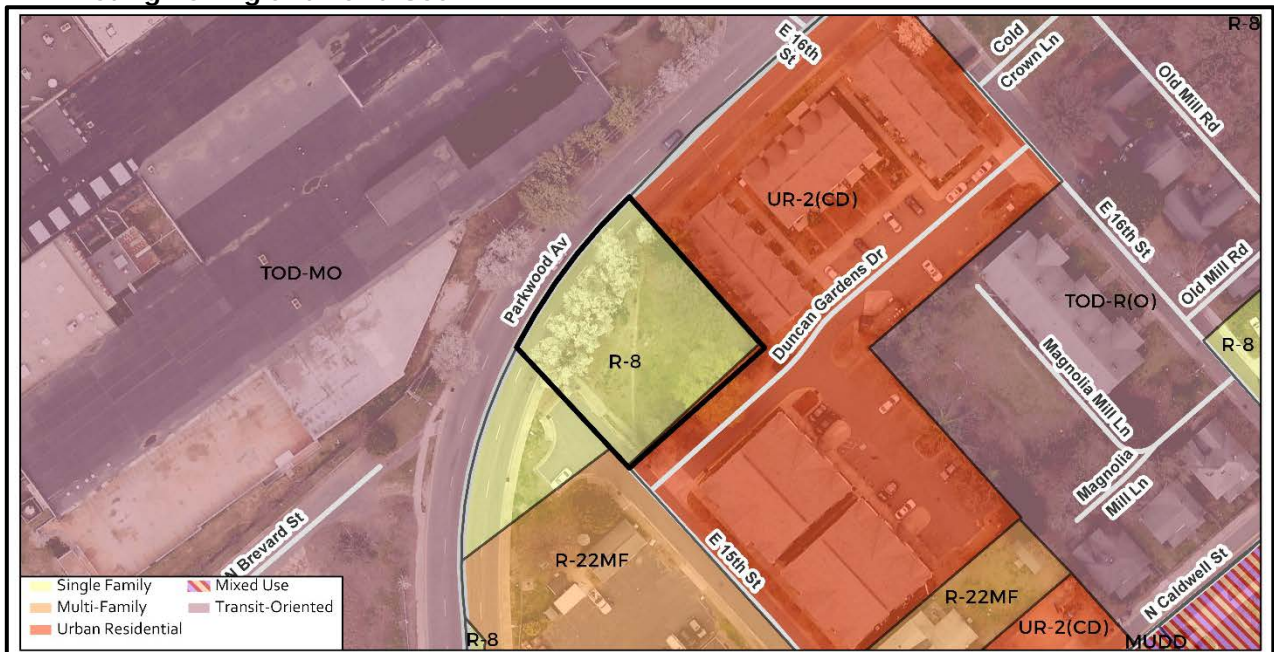 R-8
E 16th
St
Cold
Crown Ln
Old Mill Rd
UR-2(CD)
E 16th St
Parkwood Av
TOD-MO
Duncan Gardens Dr
TOD-R(O)
Old Mill Rd
R-8
R-8
Magnolia Mill Ln
Magnolia
Mill Ln
N Brevard St
R-22MF
E 15th St
R-22MF
N Caldwell St
UR-2(CD)
MUDD
R-8
Single Family
Mixed Use
Multi-Family
Transit-Oriented
Urban Residential